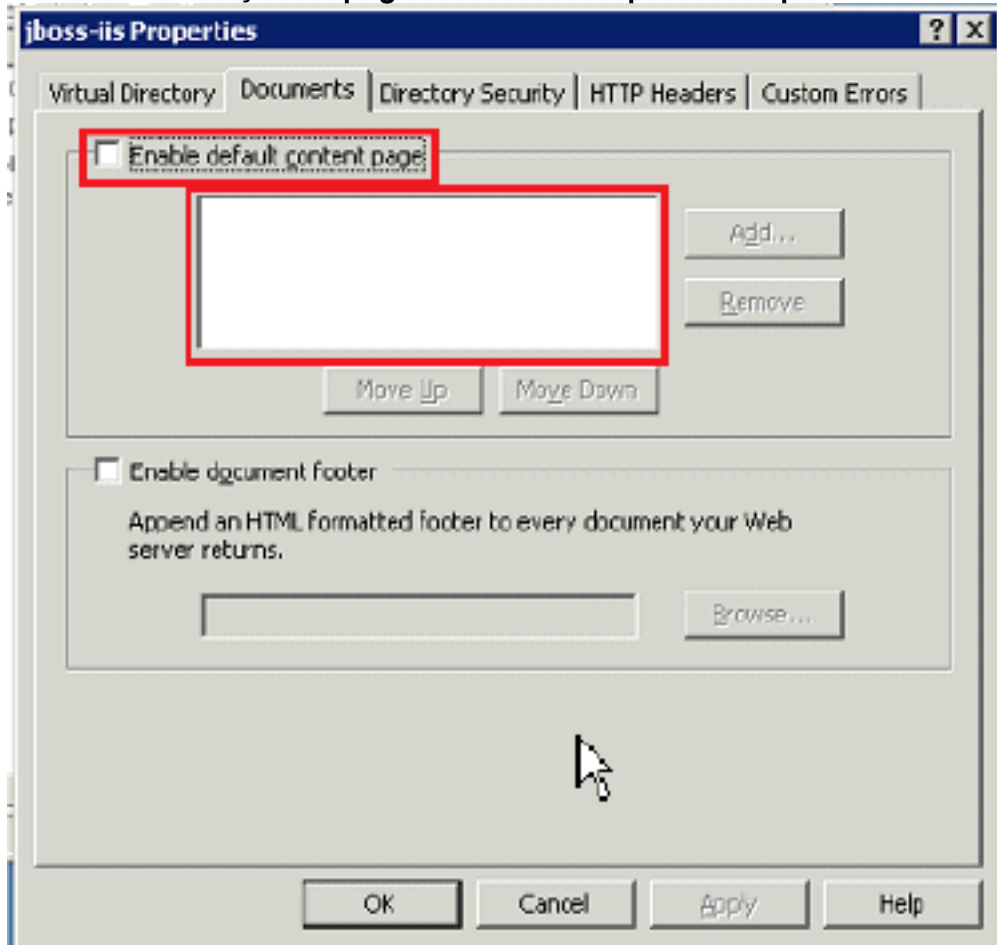 jboss-iis Properties
Virtual Directory Documents Directory Security HTTP Headers Custom Errors
Enable default content page
Add...
Remove
Move Up Move Down
Enable document footer
Append an HTML formatted footer to every document your Web
server returns.
Browse...
OK Cancel Apply Help